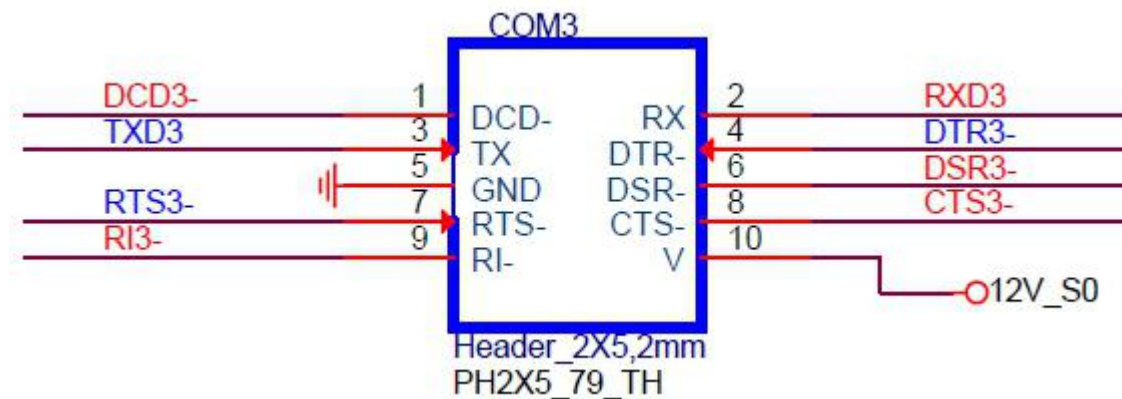 COM3
DCD3- 1 DCD- RX 2 RXD3
TXD3 3 TX DTR- 4 DTR3-
5 GND DSR- 6 DSR3-
RTS3- 7 RTS- CTS- 8 CTS3-
RI3- 9 RI- V 10
12V_S0
Header_2X5,2mm
PH2X5_79_TH